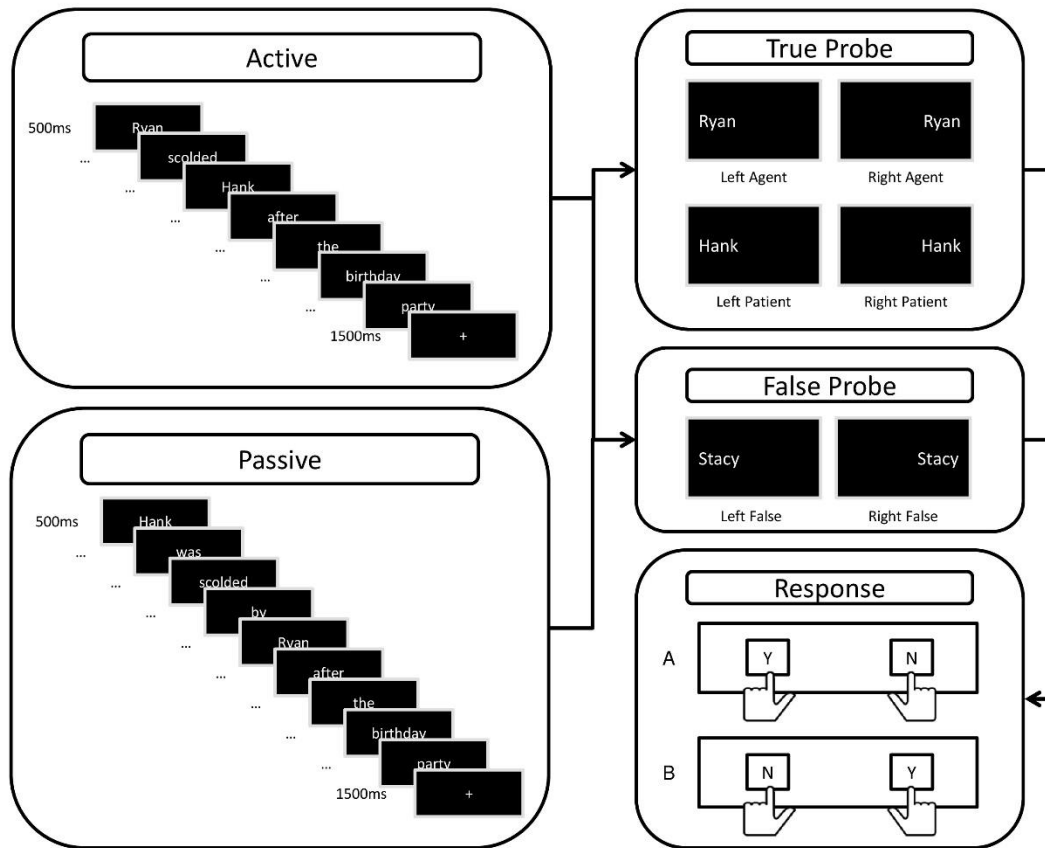 Active
500ms
Ryan
...
scolded
...
Hank
...
after
...
the
...
birthday
...
party
1500ms
+
Passive
500ms
Hank
...
was
...
scolded
...
by
...
Ryan
...
after
...
the
...
birthday
...
party
1500ms
+
True Probe
Ryan
Ryan
Left Agent
Right Agent
Hank
Hank
Left Patient
Right Patient
False Probe
Stacy
Stacy
Left False
Right False
Response
A
Y
N
B
N
Y